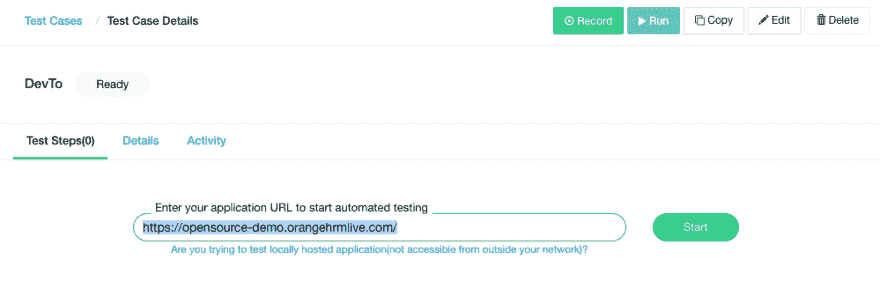 Test Cases / Test Case Details
Record Run Copy Edit Delete
DevTo Ready
Test Steps(0) Details Activity
Enter your application URL to start automated testing
https://opensource-demo.orangehrmlive.com/ Start
Are you trying to test locally hosted application(not accessible from outside your network)?